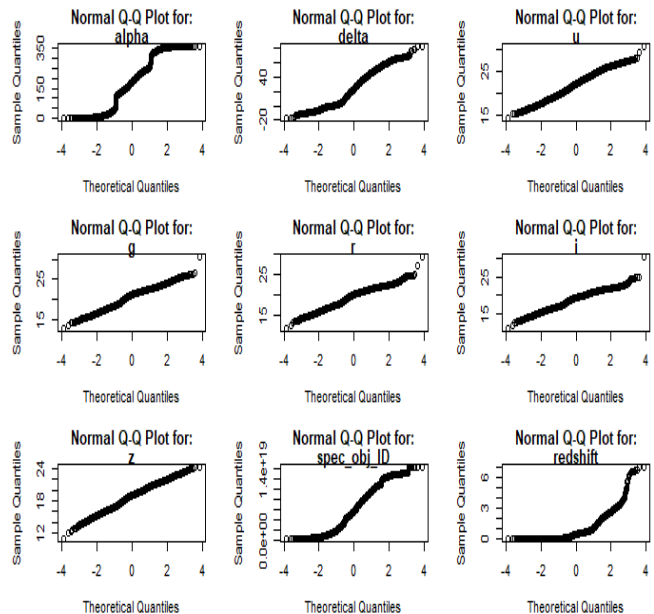 Normal Q-Q Plot for:
alpha
Sample Quantiles
0 150 350
-4 -2 0 2 4
Theoretical Quantiles
Normal Q-Q Plot for:
delta
Sample Quantiles
-20 40
-4 -2 0 2 4
Theoretical Quantiles
Normal Q-Q Plot for:
u
Sample Quantiles
15 25
-4 -2 0 2 4
Theoretical Quantiles
Normal Q-Q Plot for:
g
Sample Quantiles
15 25
-4 -2 0 2 4
Theoretical Quantiles
Normal Q-Q Plot for:
r
Sample Quantiles
15 25
-4 -2 0 2 4
Theoretical Quantiles
Normal Q-Q Plot for:
i
Sample Quantiles
15 25
-4 -2 0 2 4
Theoretical Quantiles
Normal Q-Q Plot for:
z
Sample Quantiles
12 18 24
-4 -2 0 2 4
Theoretical Quantiles
Normal Q-Q Plot for:
spec_obj_ID
Sample Quantiles
0.0e+00 1.4e+19
-4 -2 0 2 4
Theoretical Quantiles
Normal Q-Q Plot for:
redshift
Sample Quantiles
0 3 6
-4 -2 0 2 4
Theoretical Quantiles